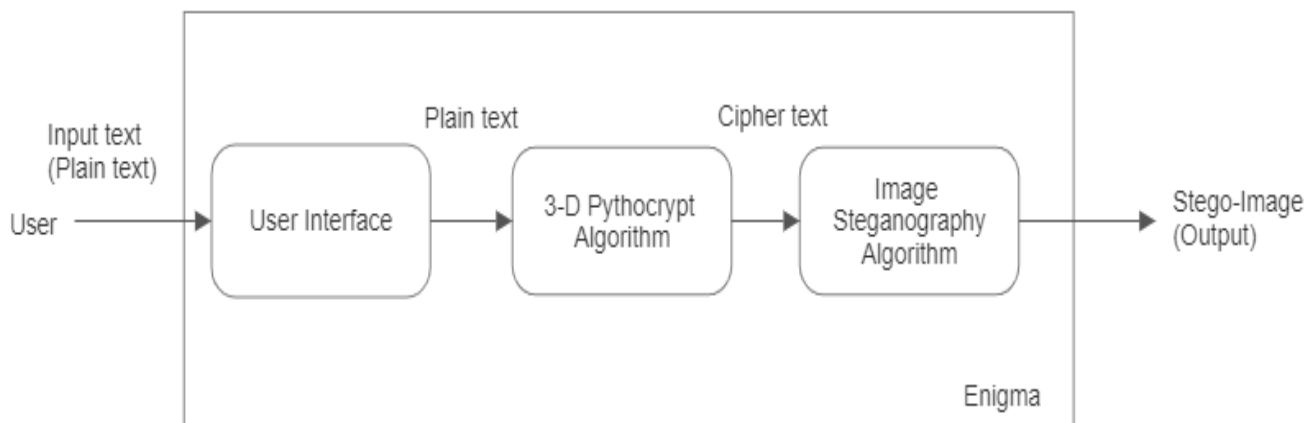 Input text
(Plain text)
User
User Interface
Plain text
3-D Pythocrypt
Algorithm
Cipher text
Image
Steganography
Algorithm
Stego-Image
(Output)
Enigma